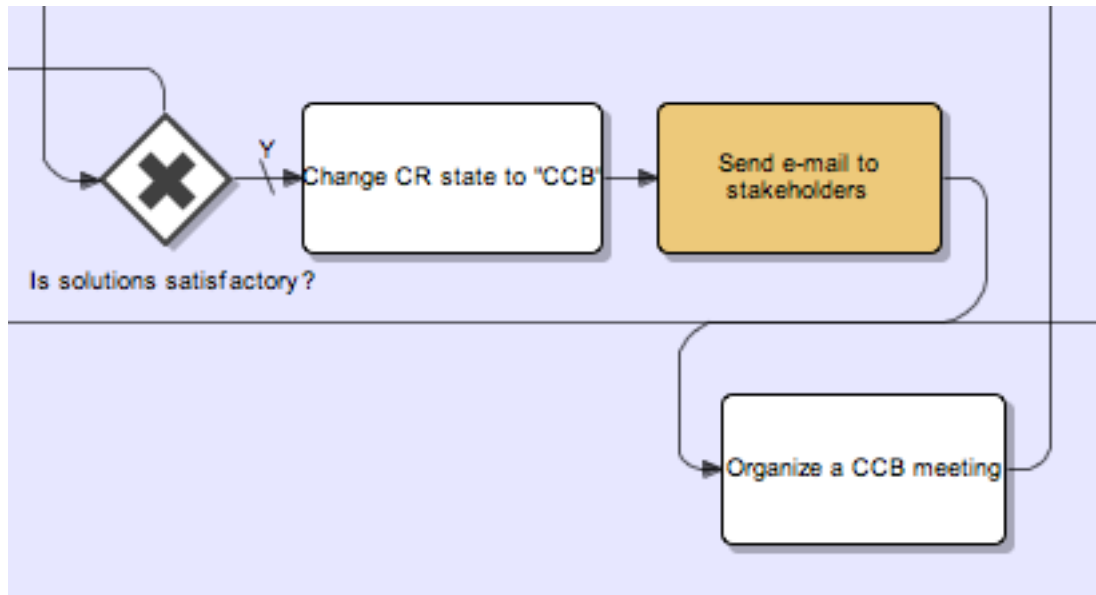 Y
Change CR state to "CCB"
Send e-mail to
stakeholders
Is solutions satisfactory?
Organize a CCB meeting